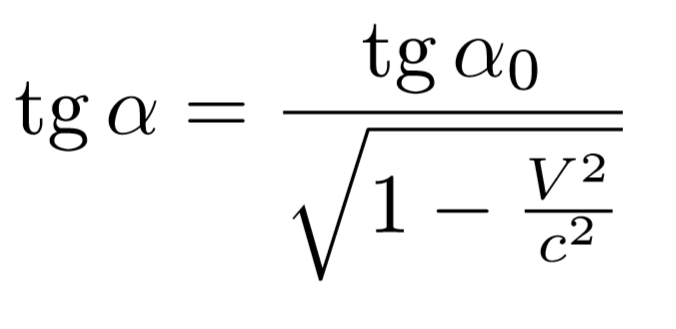 tg α = tg α₀ / √(1 − V²/c²)